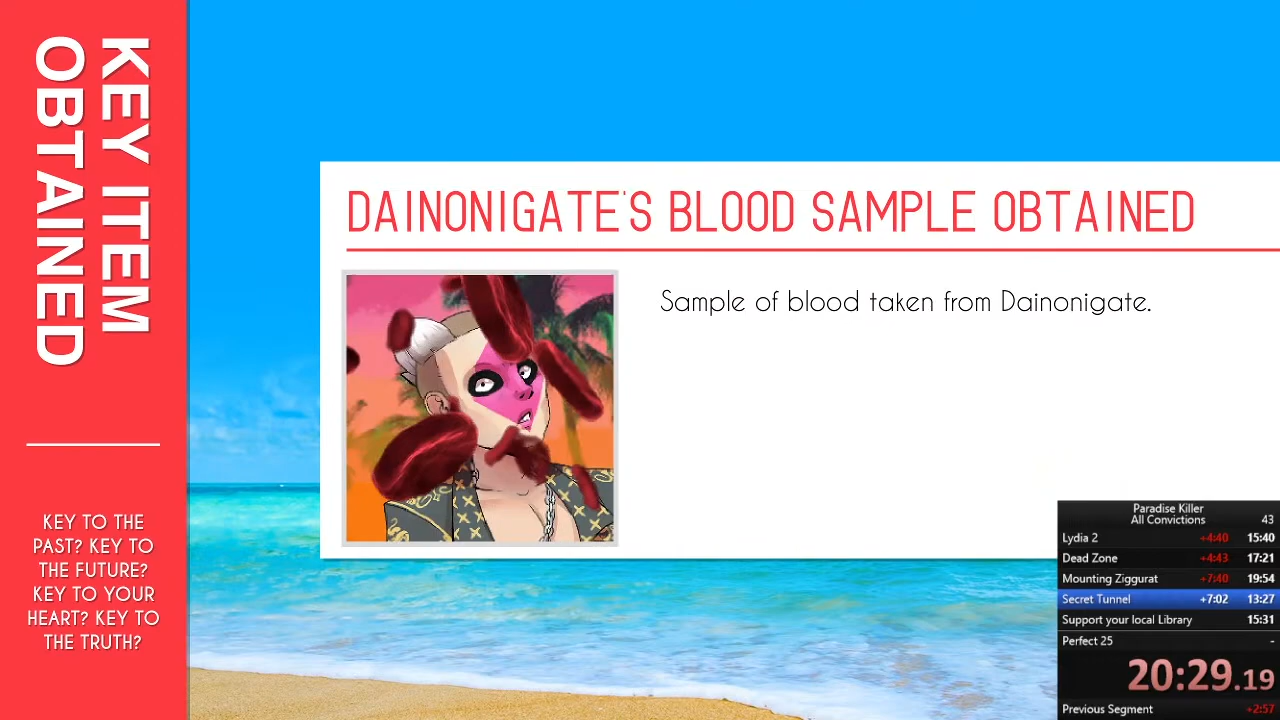 KEY ITEM
OBTAINED
KEY TO THE
PAST? KEY TO
THE FUTURE?
KEY TO YOUR
HEART? KEY TO
THE TRUTH?
DAINONIGATE'S BLOOD SAMPLE OBTAINED
Sample of blood taken from Dainonigate.
Paradise Killer
All Convictions 43
Lydia 2 +4:40 15:40
Dead Zone +4:43 17:21
Mounting Ziggurat +7:40 19:54
Secret Tunnel +7:02 13:27
Support your local Library 15:31
Perfect 25 -
20:29.19
Previous Segment +2:57